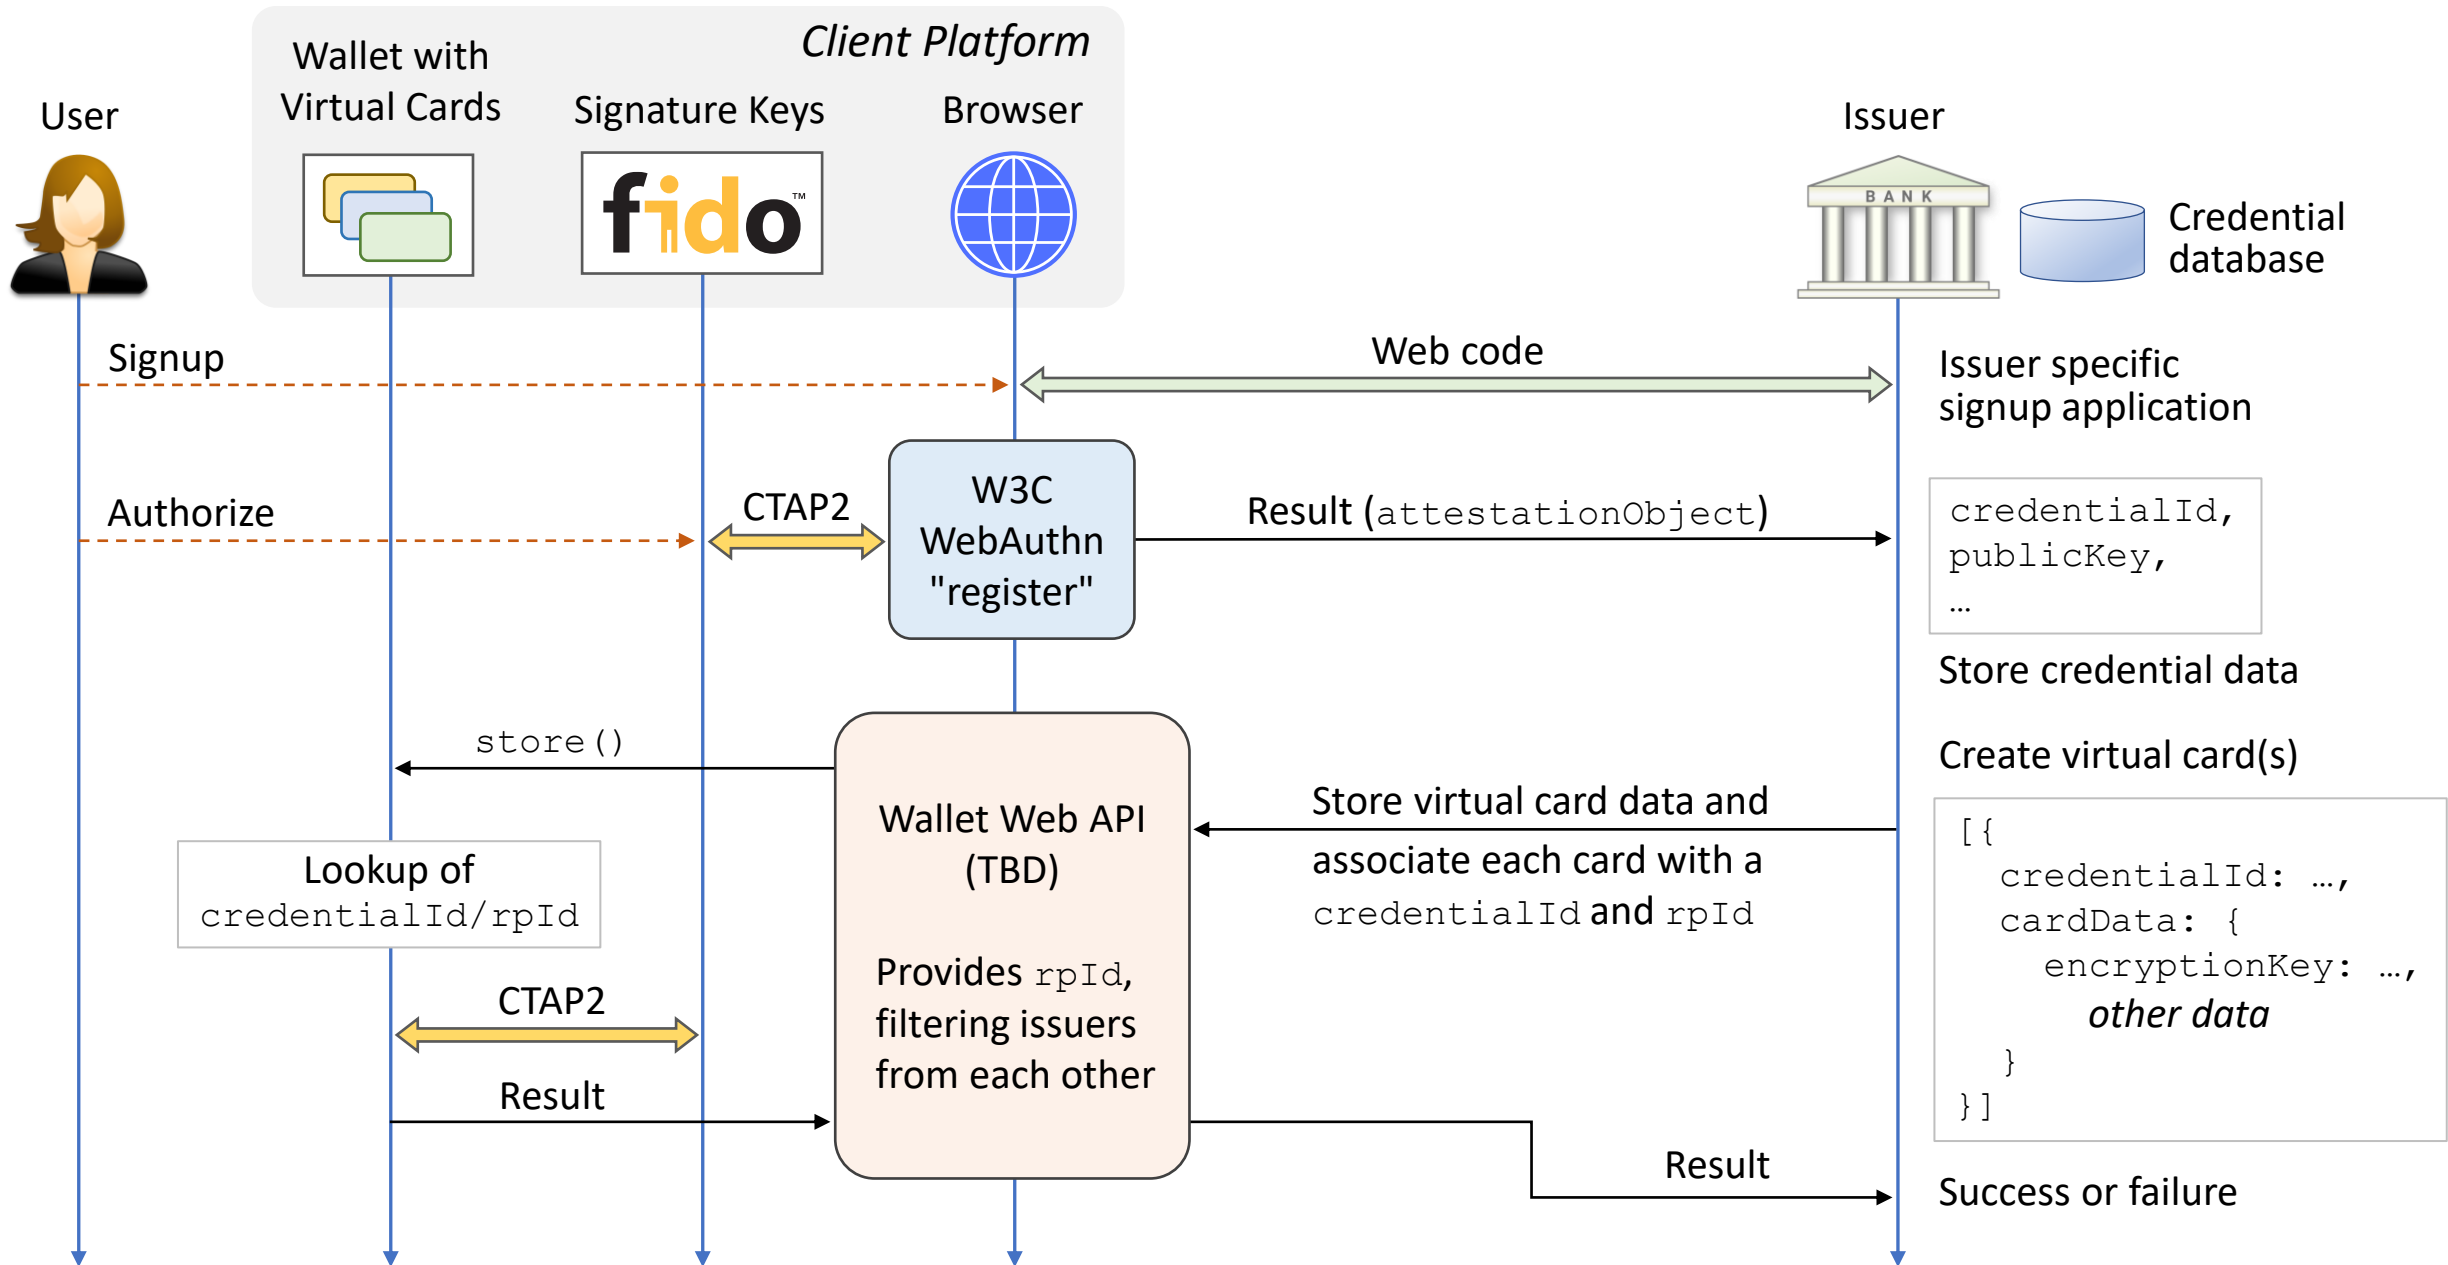 Client Platform
User
Wallet with
Virtual Cards
Signature Keys
Browser
Issuer
fido™
BANK
Credential
database
Signup
Web code
Issuer specific
signup application
Authorize
CTAP2
W3C
WebAuthn
"register"
Result (attestationObject)
credentialId,
publicKey,
…
Store credential data
store()
Create virtual card(s)
Wallet Web API
(TBD)
Provides rpId,
filtering issuers
from each other
Store virtual card data and
associate each card with a
credentialId and rpId
[{
credentialId: …,
cardData: {
encryptionKey: …,
other data
}
}]
Lookup of
credentialId/rpId
CTAP2
Result
Result
Success or failure